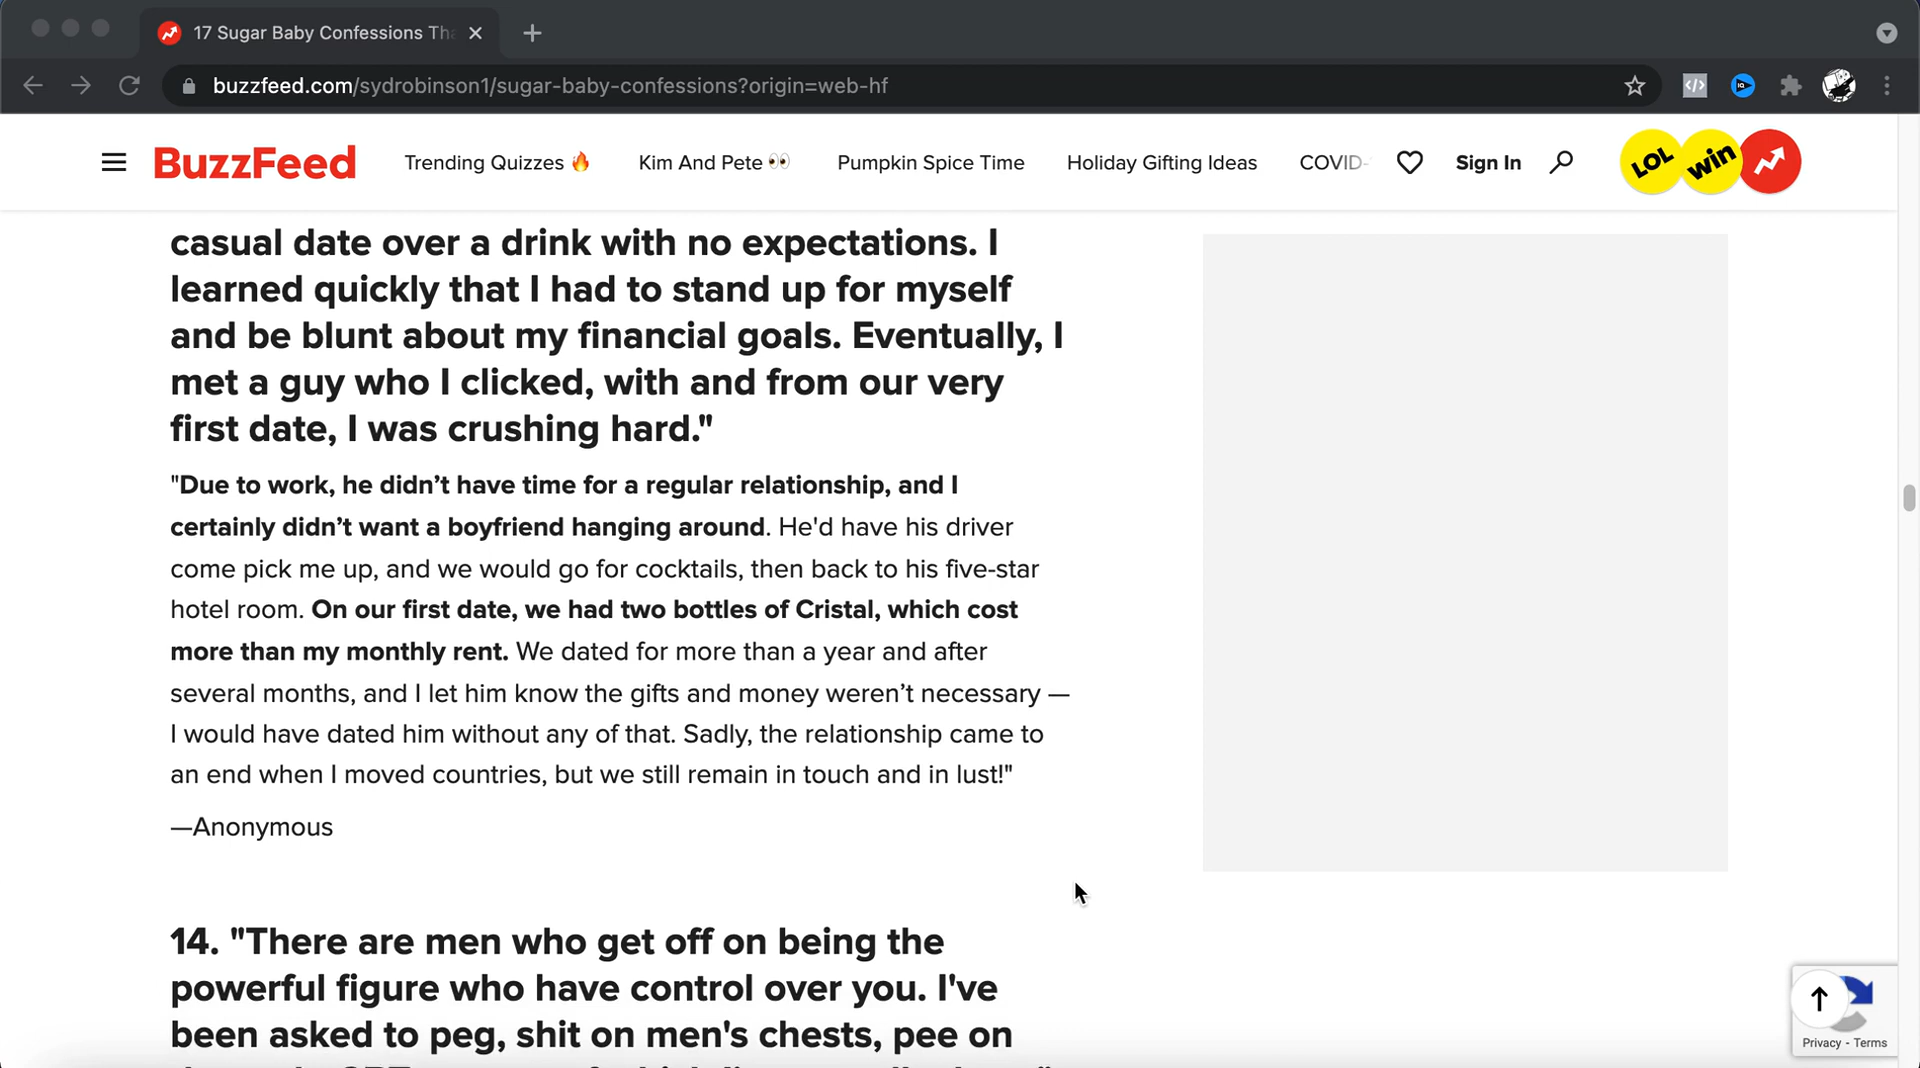 17 Sugar Baby Confessions Tha
buzzfeed.com/sydrobinson1/sugar-baby-confessions?origin=web-hf
BuzzFeed
Trending Quizzes 🔥
Kim And Pete 👀
Pumpkin Spice Time
Holiday Gifting Ideas
COVID-
Sign In
LOL
win
casual date over a drink with no expectations. I
learned quickly that I had to stand up for myself
and be blunt about my financial goals. Eventually, I
met a guy who I clicked, with and from our very
first date, I was crushing hard."
"Due to work, he didn’t have time for a regular relationship, and I
certainly didn’t want a boyfriend hanging around. He'd have his driver
come pick me up, and we would go for cocktails, then back to his five-star
hotel room. On our first date, we had two bottles of Cristal, which cost
more than my monthly rent. We dated for more than a year and after
several months, and I let him know the gifts and money weren’t necessary —
I would have dated him without any of that. Sadly, the relationship came to
an end when I moved countries, but we still remain in touch and in lust!"
—Anonymous
14. "There are men who get off on being the
powerful figure who have control over you. I've
been asked to peg, shit on men's chests, pee on
Privacy - Terms